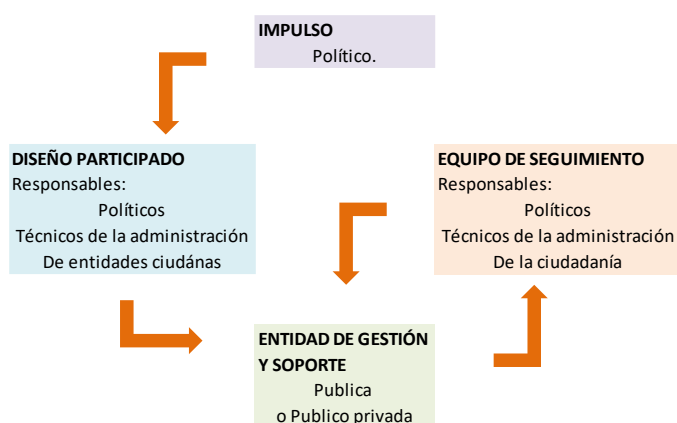 IMPULSO
Político.
DISEÑO PARTICIPADO
Responsables:
Políticos
Técnicos de la administración
De entidades ciudánas
EQUIPO DE SEGUIMIENTO
Responsables:
Políticos
Técnicos de la administración
De la ciudadanía
ENTIDAD DE GESTIÓN
Y SOPORTE
Publica
o Publico privada